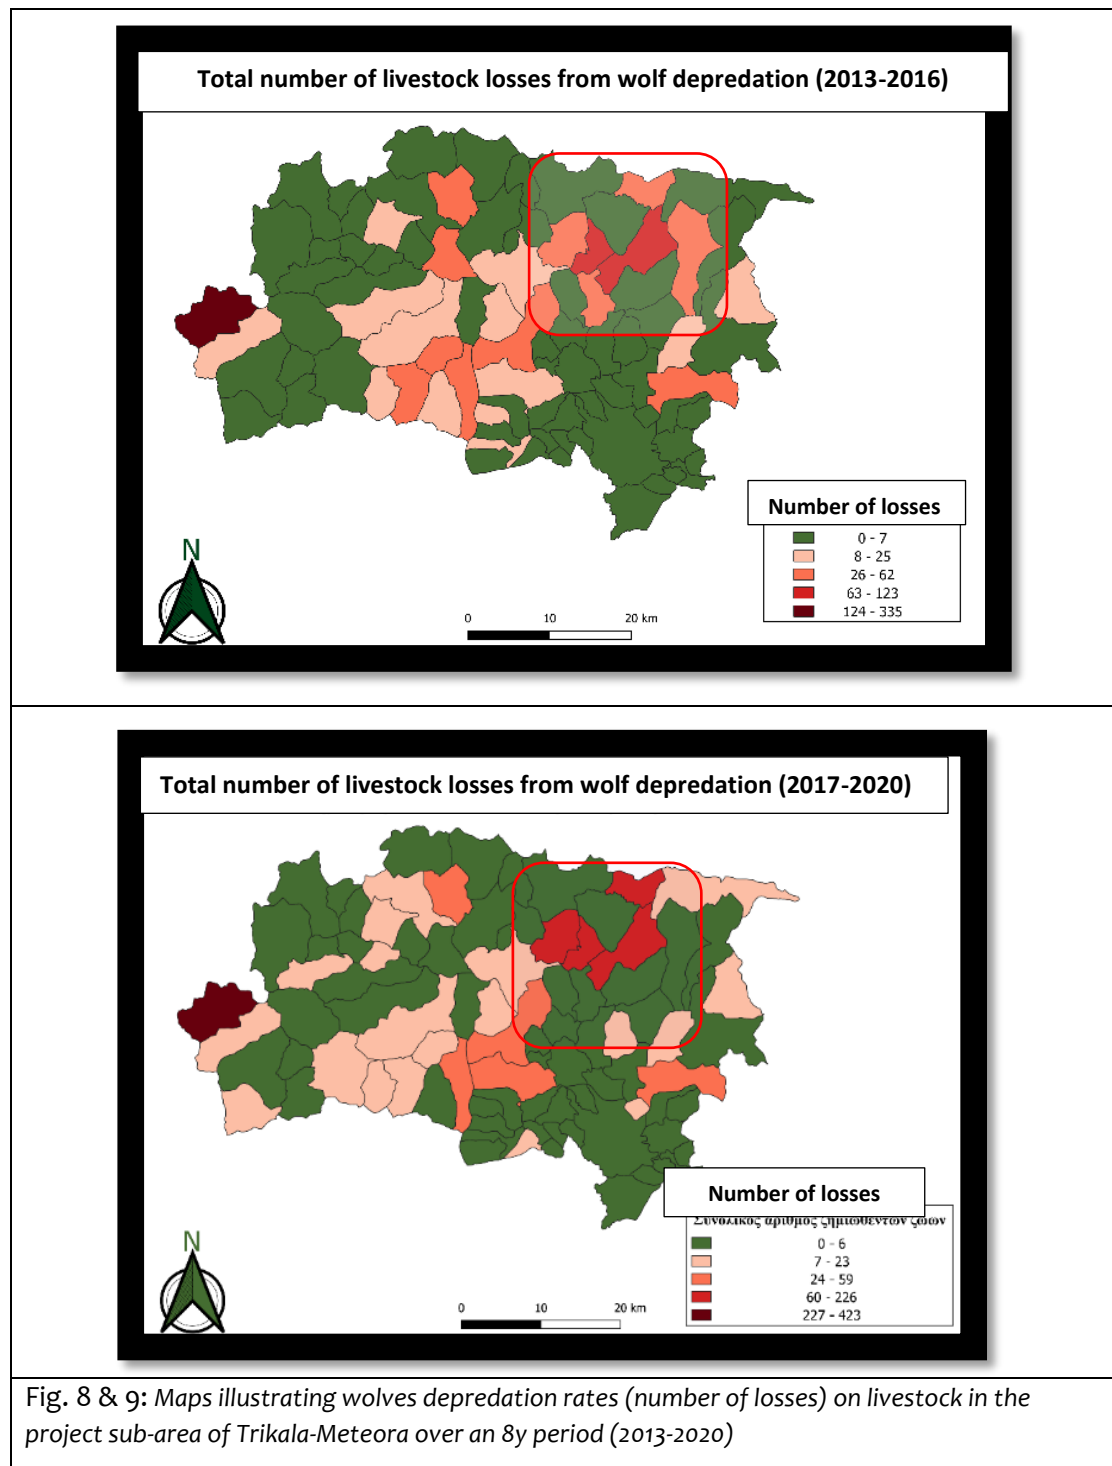 Total number of livestock losses from wolf depredation (2013-2016)
Number of losses
0 - 7
8 - 25
26 - 62
63 - 123
124 - 335
N
0 10 20 km
Total number of livestock losses from wolf depredation (2017-2020)
Number of losses
Συνολικός αριθμός ζημιωθέντων ζώων
0 - 6
7 - 23
24 - 59
60 - 226
227 - 423
N
0 10 20 km
Fig. 8 & 9: Maps illustrating wolves depredation rates (number of losses) on livestock in the
project sub-area of Trikala-Meteora over an 8y period (2013-2020)